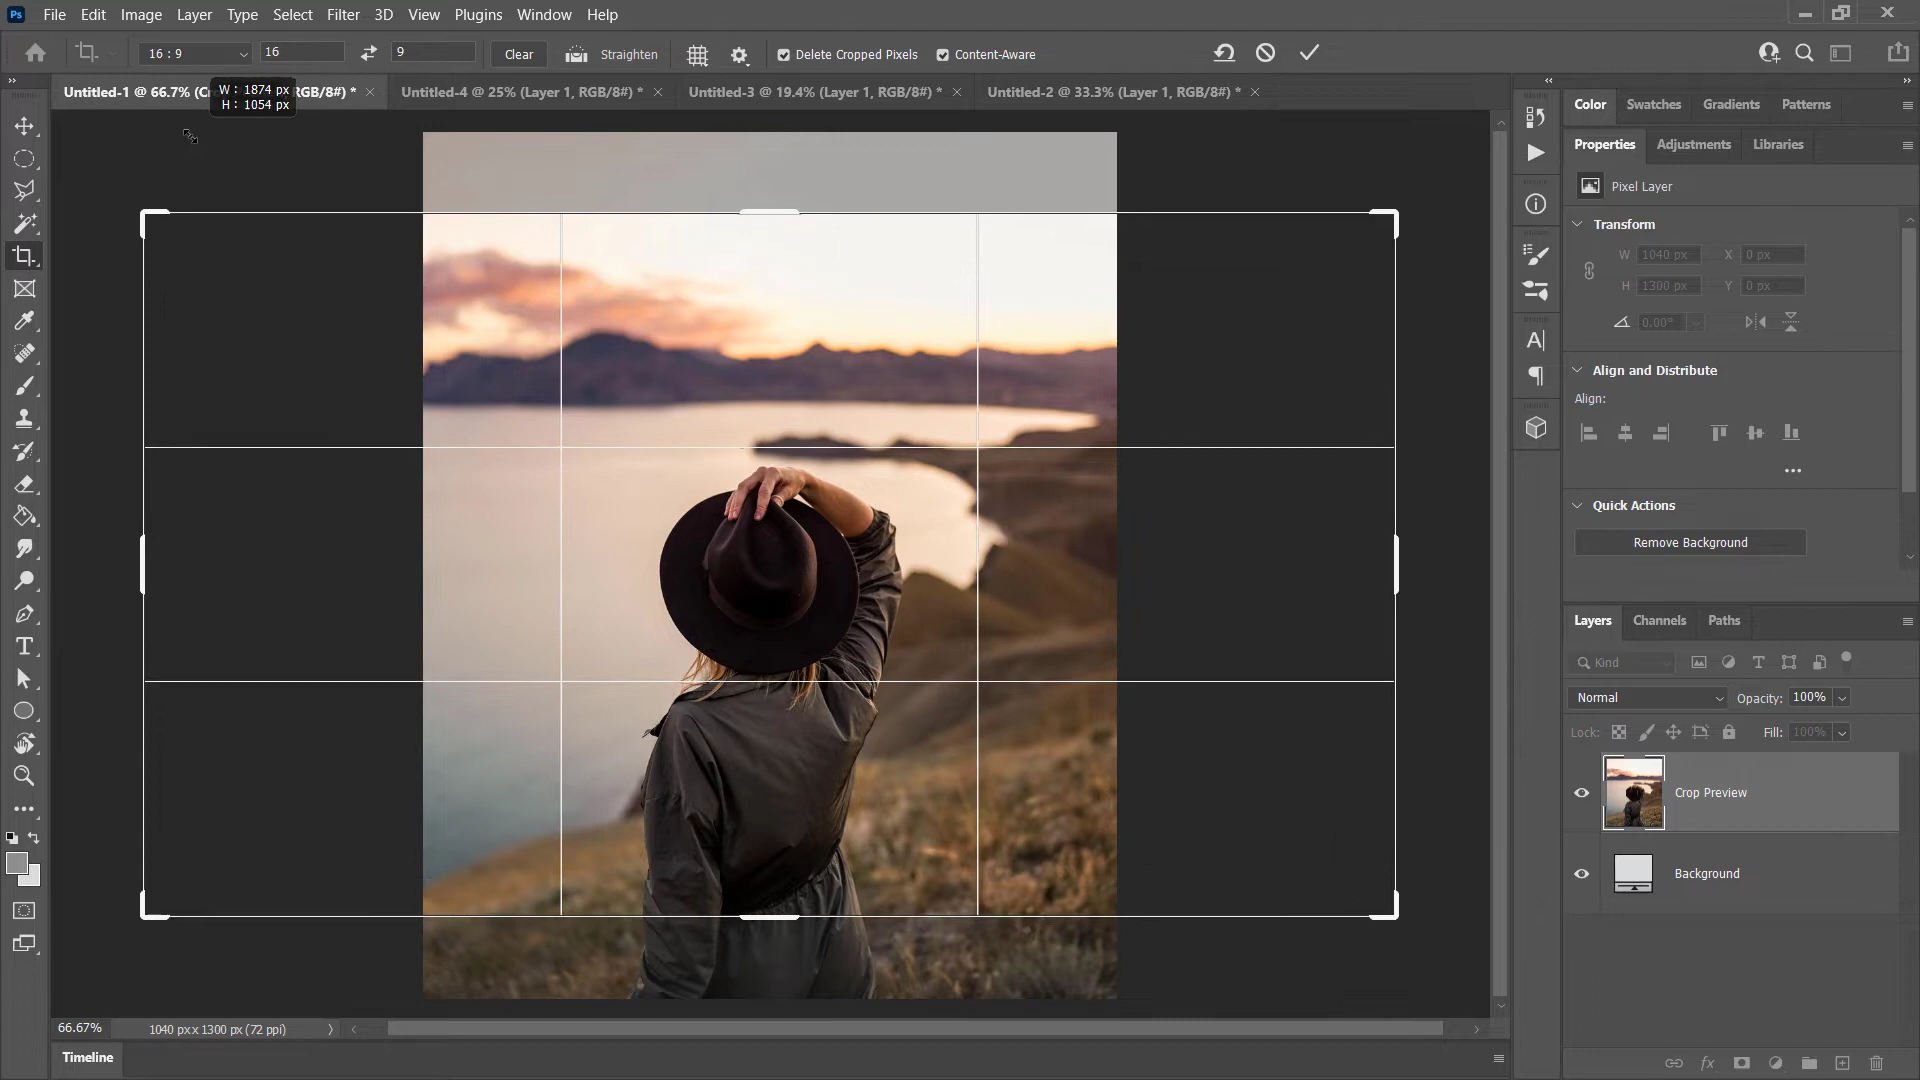 Ps File Edit Image Layer Type Select Filter 3D View Plugins Window Help
16 : 9 16 9 Clear Straighten Delete Cropped Pixels Content-Aware
W : 1874 px
H : 1054 px
Untitled-1 @ 66.7% (Cr RGB/8#) * Untitled-4 @ 25% (Layer 1, RGB/8#) * Untitled-3 @ 19.4% (Layer 1, RGB/8#) * Untitled-2 @ 33.3% (Layer 1, RGB/8#) *
Color Swatches Gradients Patterns
Properties Adjustments Libraries
Pixel Layer
Transform
W 1040 px X 0 px
H 1300 px Y 0 px
0.00°
Align and Distribute
Align:
Quick Actions
Remove Background
Layers Channels Paths
Kind
Normal Opacity: 100%
Lock: Fill: 100%
Crop Preview
Background
fx
66.67% 1040 px x 1300 px (72 ppi)
Timeline